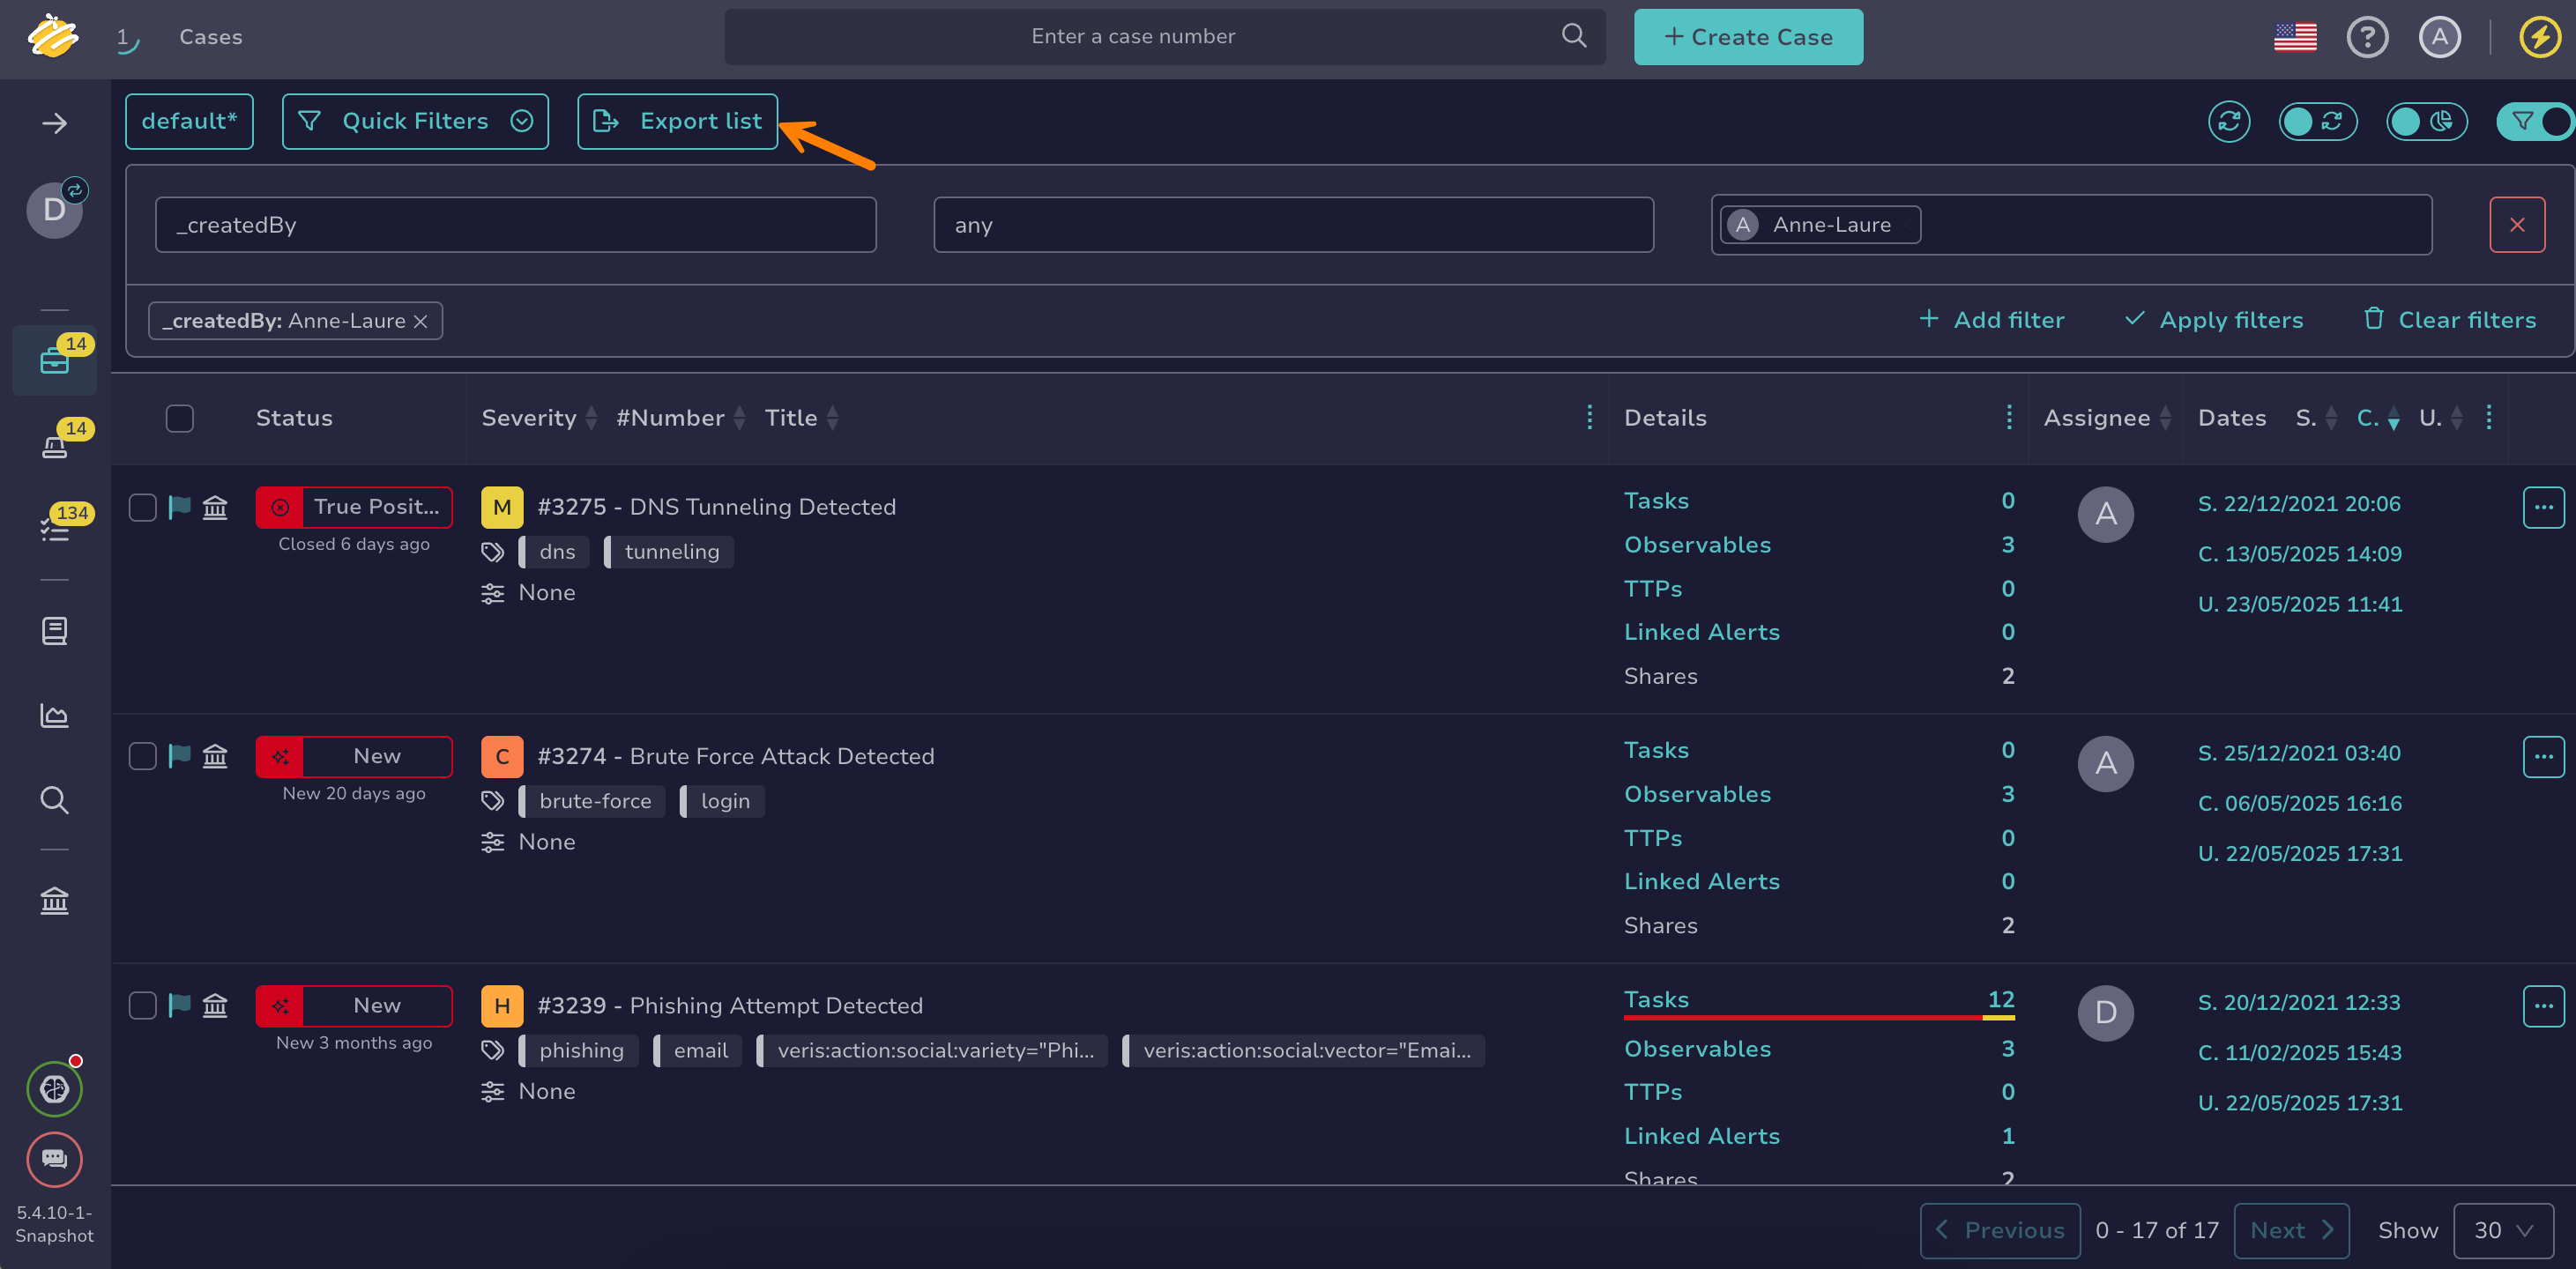 1 Cases Enter a case number + Create Case A
default* Quick Filters Export list
D
_createdBy any A Anne-Laure
_createdBy: Anne-Laure Add filter Apply filters Clear filters
14
14
134
Status Severity #Number Title Details Assignee Dates S. C. U.
True Posit... M #3275 - DNS Tunneling Detected Tasks 0 A S. 22/12/2021 20:06
Closed 6 days ago dns tunneling Observables 3 C. 13/05/2025 14:09
None TTPs 0 U. 23/05/2025 11:41
Linked Alerts 0
Shares 2
New C #3274 - Brute Force Attack Detected Tasks 0 A S. 25/12/2021 03:40
New 20 days ago brute-force login Observables 3 C. 06/05/2025 16:16
None TTPs 0 U. 22/05/2025 17:31
Linked Alerts 0
Shares 2
New H #3239 - Phishing Attempt Detected Tasks 12 D S. 20/12/2021 12:33
New 3 months ago phishing email veris:action:social:variety="Phi... veris:action:social:vector="Emai... Observables 3 C. 11/02/2025 15:43
None TTPs 0 U. 22/05/2025 17:31
Linked Alerts 1
Shares 2
5.4.10-1-
Snapshot
Previous 0 - 17 of 17 Next Show 30